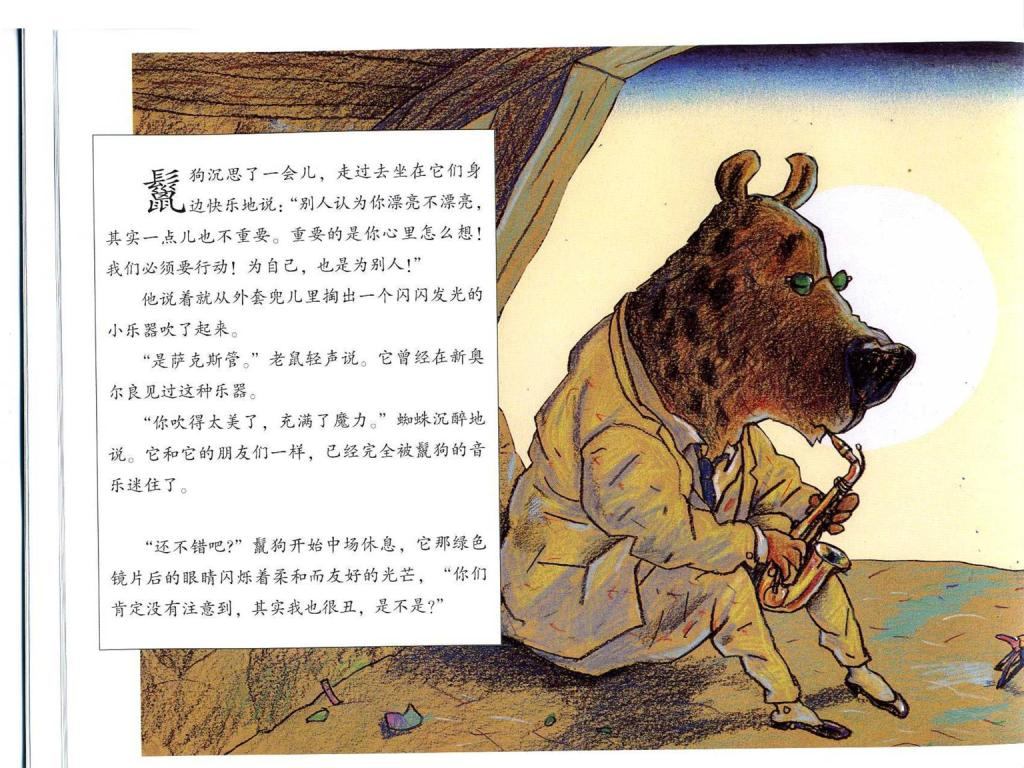 鬣狗沉思了一会儿，走过去坐在它们身
边快乐地说：“别人认为你漂亮不漂亮，
其实一点儿也不重要。重要的是你心里怎么想！
我们必须要行动！为自己，也是为别人！”
他说着就从外套兜儿里掏出一个闪闪发光的
小乐器吹了起来。
“是萨克斯管。”老鼠轻声说。它曾经在新奥
尔良见过这种乐器。
“你吹得太美了，充满了魔力。”蜘蛛沉醉地
说。它和它的朋友们一样，已经完全被鬣狗的音
乐迷住了。
“还不错吧？”鬣狗开始中场休息，它那绿色
镜片后的眼睛闪烁着柔和而友好的光芒，“你们
肯定没有注意到，其实我也很丑，是不是？”